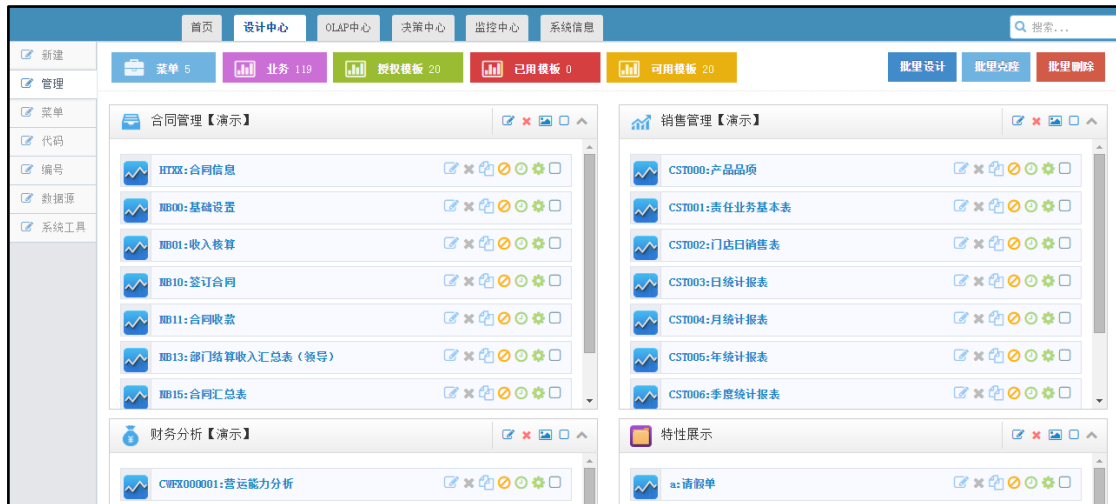 首页 设计中心 OLAP中心 决策中心 监控中心 系统信息 搜索...
新建
管理
菜单
代码
编号
数据源
系统工具
菜单 5 业务 119 授权模板 20 已用模板 0 可用模板 20 批量设计 批量克隆 批量删除
合同管理【演示】
HTXX:合同信息
NB00:基础设置
NB01:收入核算
NB10:签订合同
NB11:合同收款
NB13:部门结算收入汇总表（领导）
NB15:合同汇总表
销售管理【演示】
CST000:产品品项
CST001:责任业务基本表
CST002:门店日销售表
CST003:日统计报表
CST004:月统计报表
CST005:年统计报表
CST006:季度统计报表
财务分析【演示】
CWFX000001:营运能力分析
特性展示
a:请假单